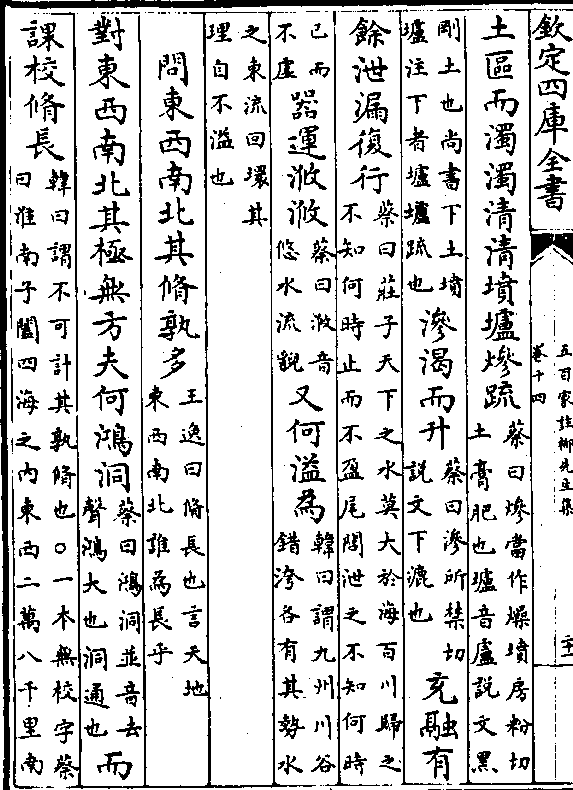 欽定四庫全書
五百家註柳先生集
卷十四
二十一
土區而濁濁清清墳壚燥疏蔡曰燥當作燥墳房粉切土膏肥也壚音盧說文黑
剛土也尚書下土墳壚注下者壚壚疏也滲渴而升蔡曰滲所禁切說文下漉也充融有
餘泄漏復行蔡曰莊子天下之水莫大於海百川歸之不知何時止而不盈尾閭泄之不知何時
已而不虛器運浟浟蔡曰浟音悠水流貌又何溢為韓曰謂九州川谷錯洿各有其勢水
之東流回環其理自不溢也
問東西南北其脩孰多王逸曰脩長也言天地東西南北誰為長乎
對東西南北其極無方夫何鴻洞蔡曰鴻洞並音去聲鴻大也洞通也而
課校脩長韓曰謂不可計其孰脩也○一本無校字蔡曰淮南子闔四海之內東西二萬八千里南